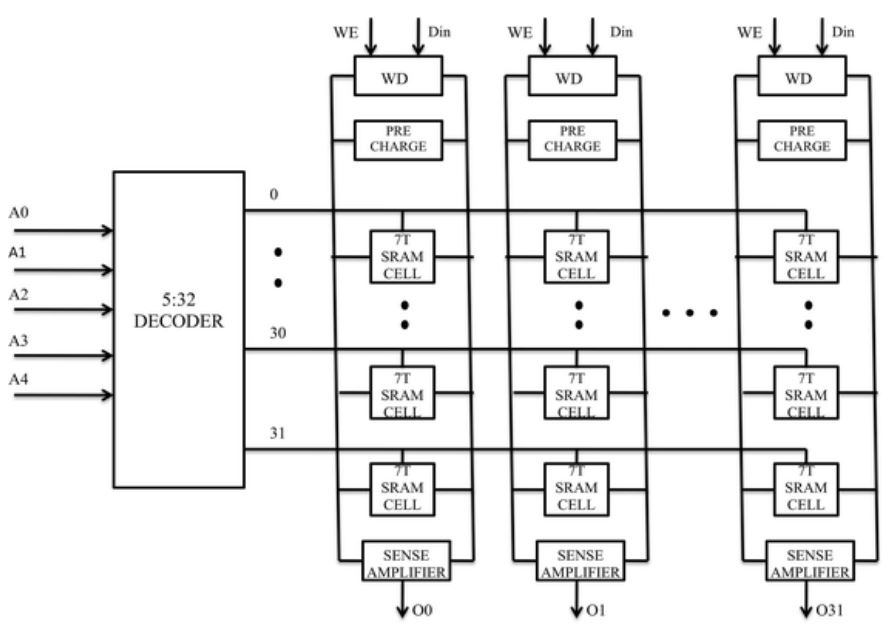 WE Din WE Din WE Din
WD WD WD
PRE PRE PRE
CHARGE CHARGE CHARGE
0
A0
A1
A2
A3
A4
5:32
DECODER
7T 7T 7T
SRAM SRAM SRAM
CELL CELL CELL
30
7T 7T 7T
SRAM SRAM SRAM
CELL CELL CELL
31
7T 7T 7T
SRAM SRAM SRAM
CELL CELL CELL
SENSE SENSE SENSE
AMPLIFIER AMPLIFIER AMPLIFIER
O0 O1 O31